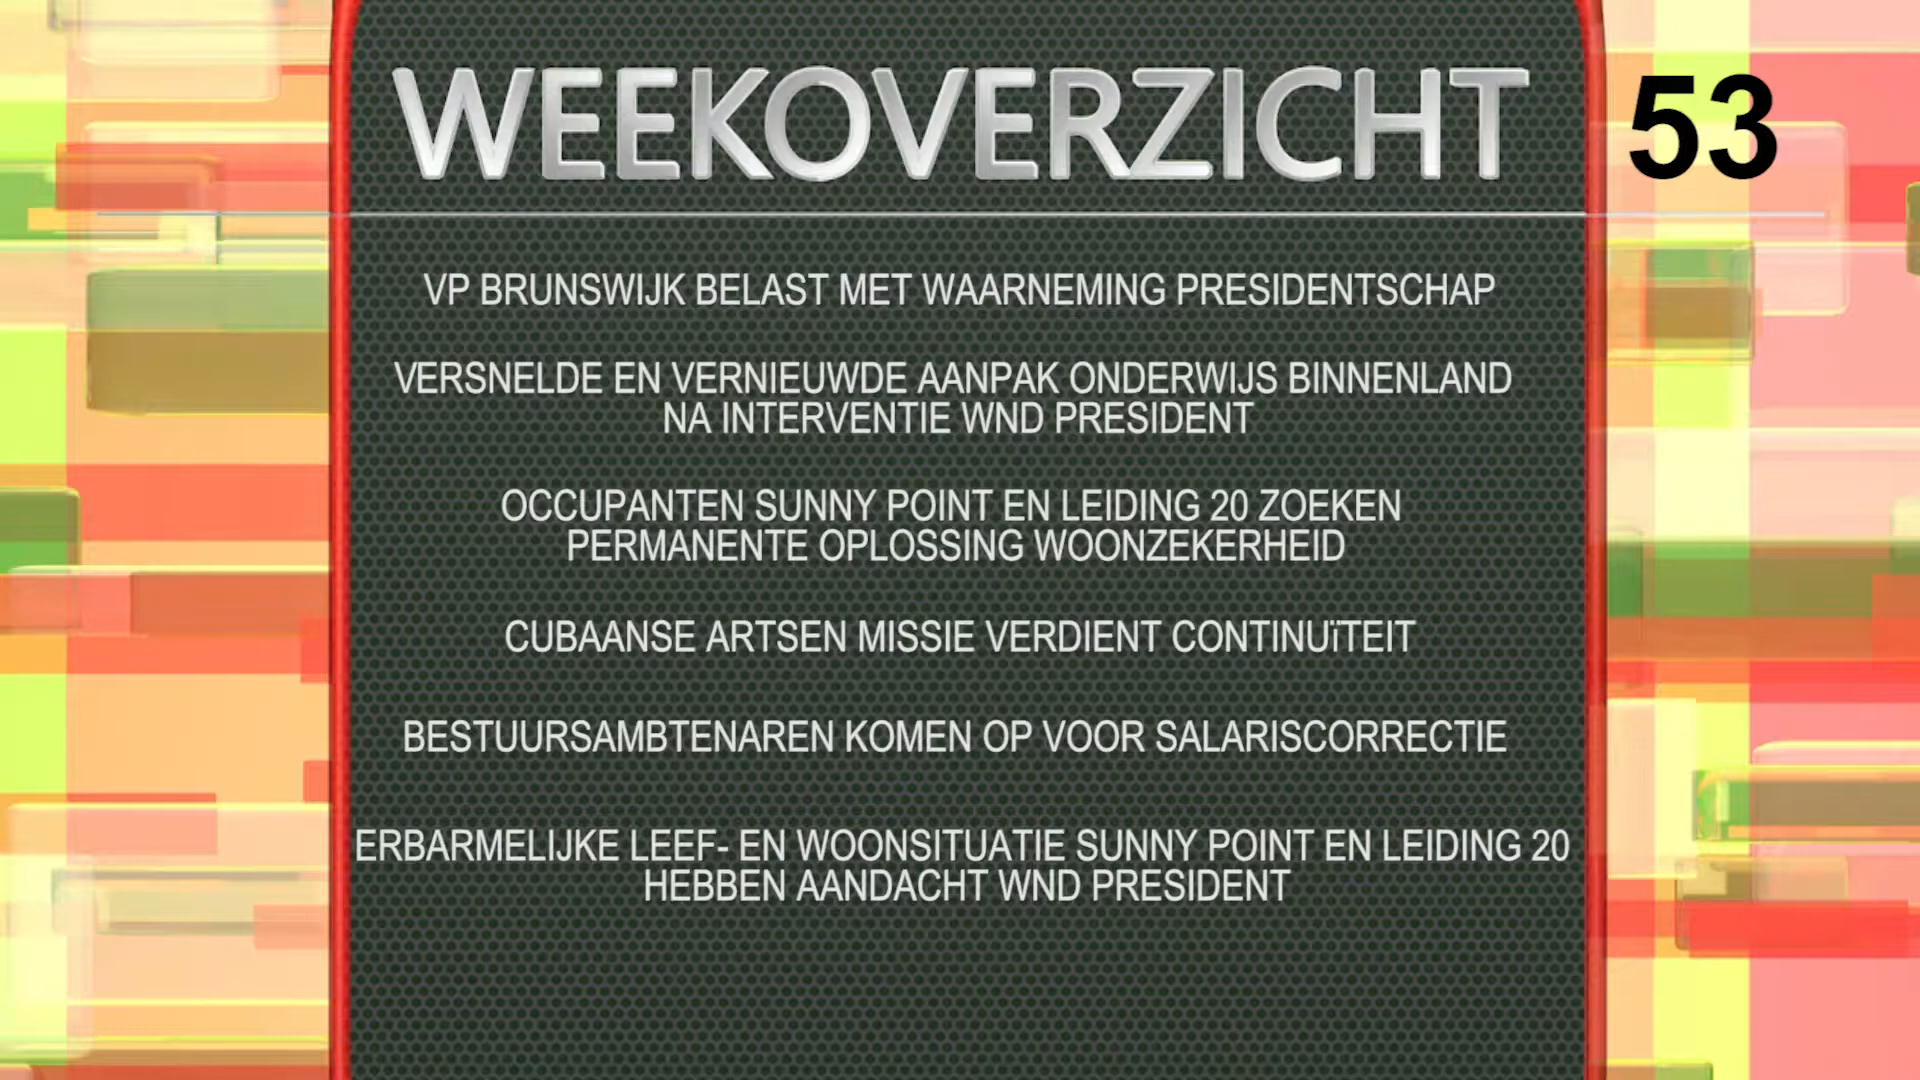 WEEKOVERZICHT
53
VP BRUNSWIJK BELAST MET WAARNEMING PRESIDENTSCHAP
VERSNELDE EN VERNIEUWDE AANPAK ONDERWIJS BINNENLAND
NA INTERVENTIE WND PRESIDENT
OCCUPANTEN SUNNY POINT EN LEIDING 20 ZOEKEN
PERMANENTE OPLOSSING WOONZEKERHEID
CUBAANSE ARTSEN MISSIE VERDIENT CONTINUïTEIT
BESTUURSAMBTENAREN KOMEN OP VOOR SALARISCORRECTIE
ERBARMELIJKE LEEF- EN WOONSITUATIE SUNNY POINT EN LEIDING 20
HEBBEN AANDACHT WND PRESIDENT